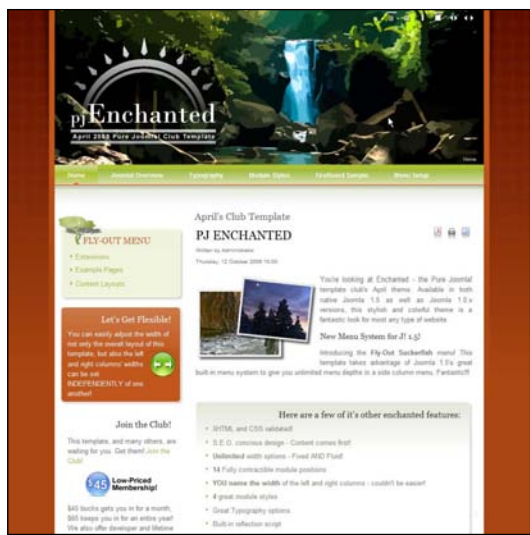 pjEnchanted
April 2008 Pure Joomla! Club Template
Home
Home
Joomla! Overview
Typography
Module Styles
FireBoard Sample
Menu Setup
FLY-OUT MENU
Extensions
Example Pages
Content Layouts
Let's Get Flexible!
You can easily adjust the width of
not only the overall layout of this
template, but also the left
and right columns' widths
can be set
INDEPENDENTLY of one
another!
Join the Club!
This template, and many others, are
waiting for you. Get them! Join the
Club!
$45
Low-Priced
Membership!
$45 bucks gets you in for a month,
$65 keeps you in for an entire year!
We also offer developer and lifetime
April's Club Template
PJ ENCHANTED
Written by Administrator
Thursday, 12 October 2006 10:00
You're looking at Enchanted - the Pure Joomla!
template club's April theme. Available in both
native Joomla 1.5 as well as Joomla 1.0.x
versions, this stylish and colorful theme is a
fantastic look for most any type of website.
New Menu System for J! 1.5!
Introducing the Fly-Out Suckerfish menu! This
template takes advantage of Joomla 1.5's great
built-in menu system to give you unlimited menu depths in a side column menu. Fantastic!!!
Here are a few of it's other enchanted features:
XHTML and CSS validated!
S.E.O. concious design - Content comes first!
Unlimited width options - Fixed AND Fluid!
14 Fully contractible module positions
YOU name the width of the left and right columns - couldn't be easier!
4 great module styles
Great Typography options
Built-in reflection script